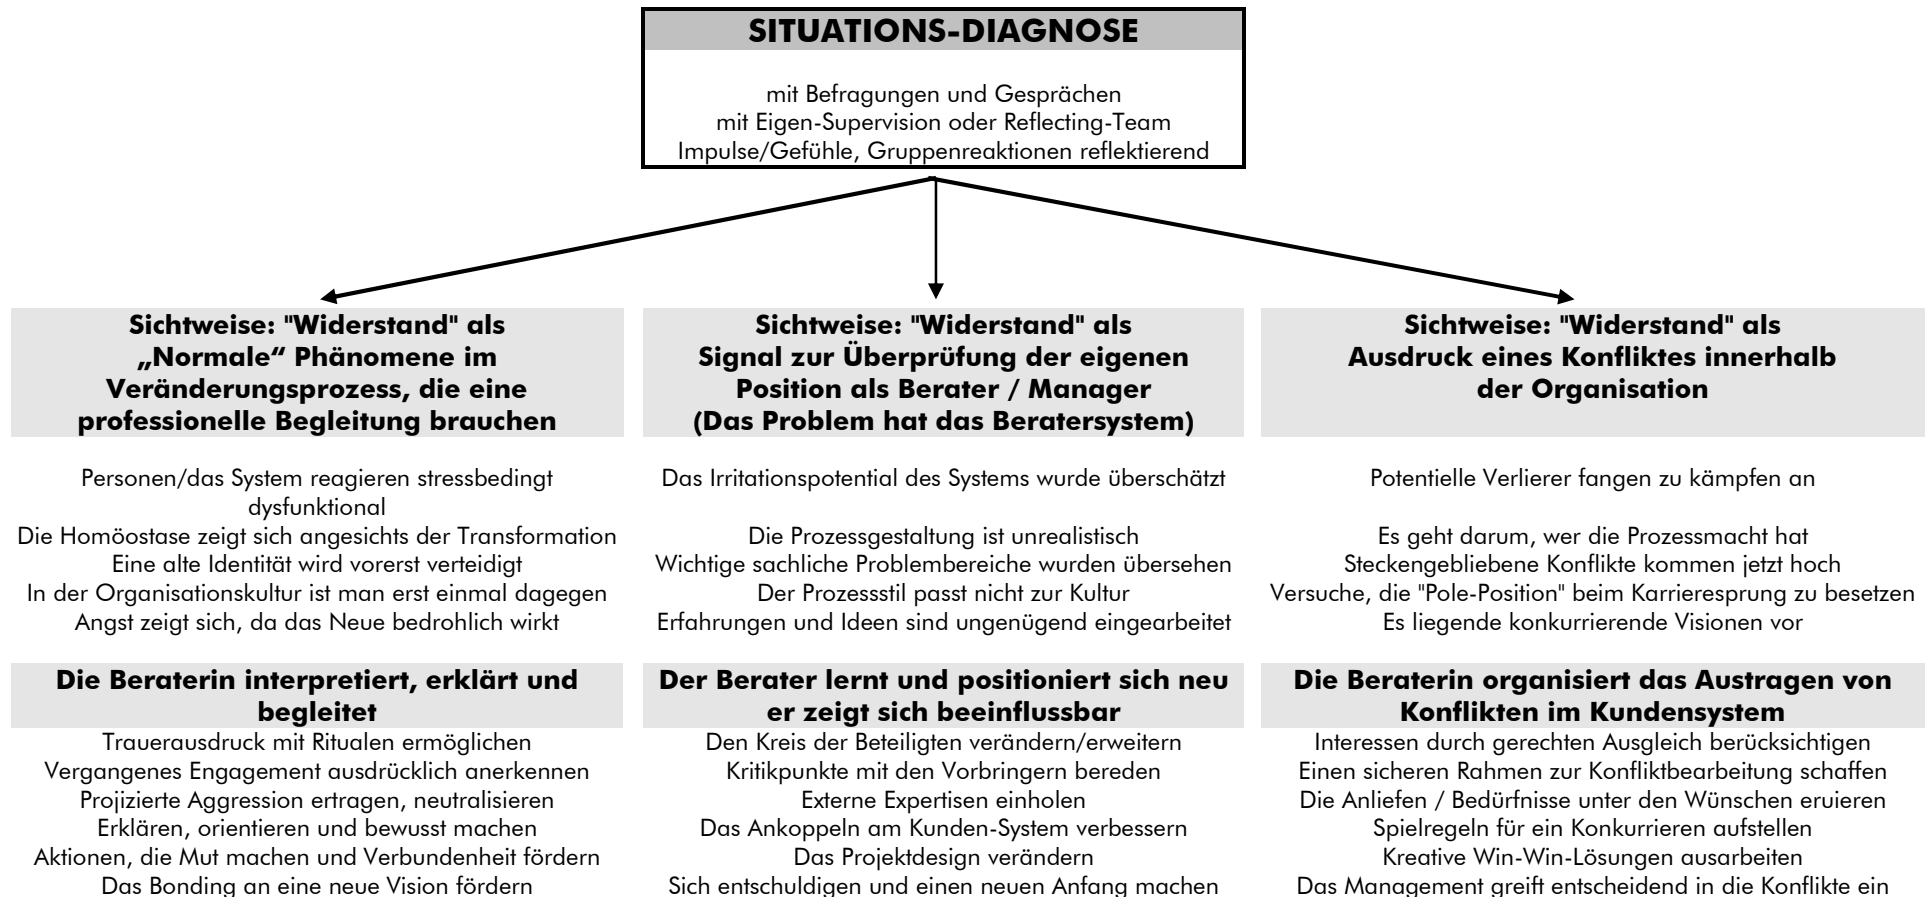 SITUATIONS-DIAGNOSE
mit Befragungen und Gesprächen
mit Eigen-Supervision oder Reflecting-Team
Impulse/Gefühle, Gruppenreaktionen reflektierend
Sichtweise: "Widerstand" als
„Normale“ Phänomene im
Veränderungsprozess, die eine
professionelle Begleitung brauchen
Personen/das System reagieren stressbedingt
dysfunktional
Die Homöostase zeigt sich angesichts der Transformation
Eine alte Identität wird vorerst verteidigt
In der Organisationskultur ist man erst einmal dagegen
Angst zeigt sich, da das Neue bedrohlich wirkt
Die Beraterin interpretiert, erklärt und
begleitet
Trauerausdruck mit Ritualen ermöglichen
Vergangenes Engagement ausdrücklich anerkennen
Projizierte Aggression ertragen, neutralisieren
Erklären, orientieren und bewusst machen
Aktionen, die Mut machen und Verbundenheit fördern
Das Bonding an eine neue Vision fördern
Sichtweise: "Widerstand" als
Signal zur Überprüfung der eigenen
Position als Berater / Manager
(Das Problem hat das Beratersystem)
Das Irritationspotential des Systems wurde überschätzt
Die Prozessgestaltung ist unrealistisch
Wichtige sachliche Problembereiche wurden übersehen
Der Prozessstil passt nicht zur Kultur
Erfahrungen und Ideen sind ungenügend eingearbeitet
Der Berater lernt und positioniert sich neu
er zeigt sich beeinflussbar
Den Kreis der Beteiligten verändern/erweitern
Kritikpunkte mit den Vorbringern bereden
Externe Expertisen einholen
Das Ankoppeln am Kunden-System verbessern
Das Projektdesign verändern
Sich entschuldigen und einen neuen Anfang machen
Sichtweise: "Widerstand" als
Ausdruck eines Konfliktes innerhalb
der Organisation
Potentielle Verlierer fangen zu kämpfen an
Es geht darum, wer die Prozessmacht hat
Steckengebliebene Konflikte kommen jetzt hoch
Versuche, die "Pole-Position" beim Karrieresprung zu besetzen
Es liegende konkurrierende Visionen vor
Die Beraterin organisiert das Austragen von
Konflikten im Kundensystem
Interessen durch gerechten Ausgleich berücksichtigen
Einen sicheren Rahmen zur Konfliktbearbeitung schaffen
Die Anliefen / Bedürfnisse unter den Wünschen eruieren
Spielregeln für ein Konkurrieren aufstellen
Kreative Win-Win-Lösungen ausarbeiten
Das Management greift entscheidend in die Konflikte ein